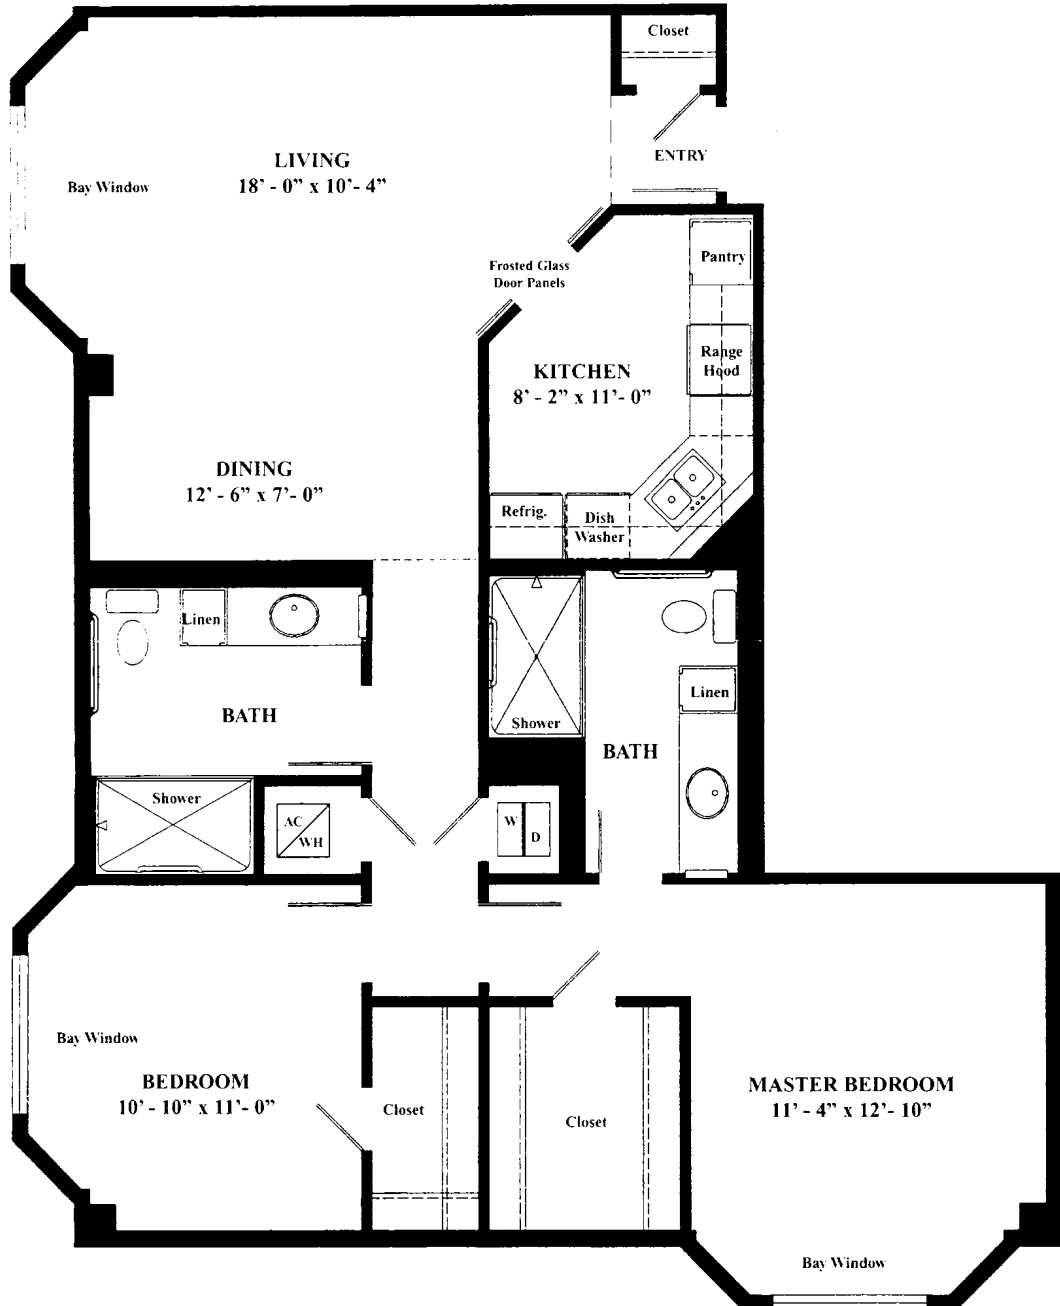 Closet
ENTRY
LIVING
18' - 0” x 10'- 4”
Bay Window
Pantry
Frosted Glass
Door Panels
Range
Hood
KITCHEN
8' - 2” x 11'- 0”
DINING
12' - 6” x 7'- 0”
Refrig.
Dish
Washer
Linen
BATH
Linen
Shower
BATH
Shower
AC
WH
W
D
Bay Window
BEDROOM
10' - 10” x 11'- 0”
Closet
Closet
MASTER BEDROOM
11' - 4” x 12'- 10”
Bay Window